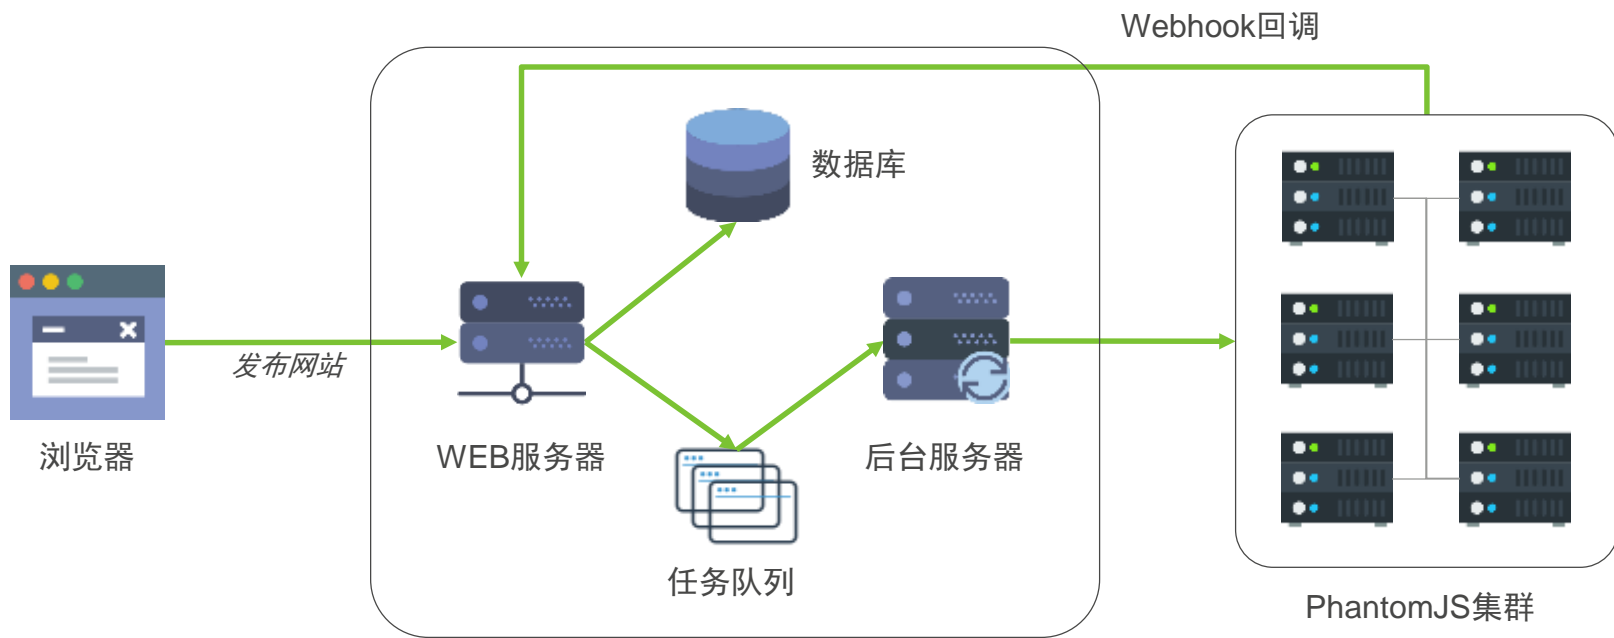 Webhook回调
数据库
发布网站
浏览器
WEB服务器
后台服务器
任务队列
PhantomJS集群